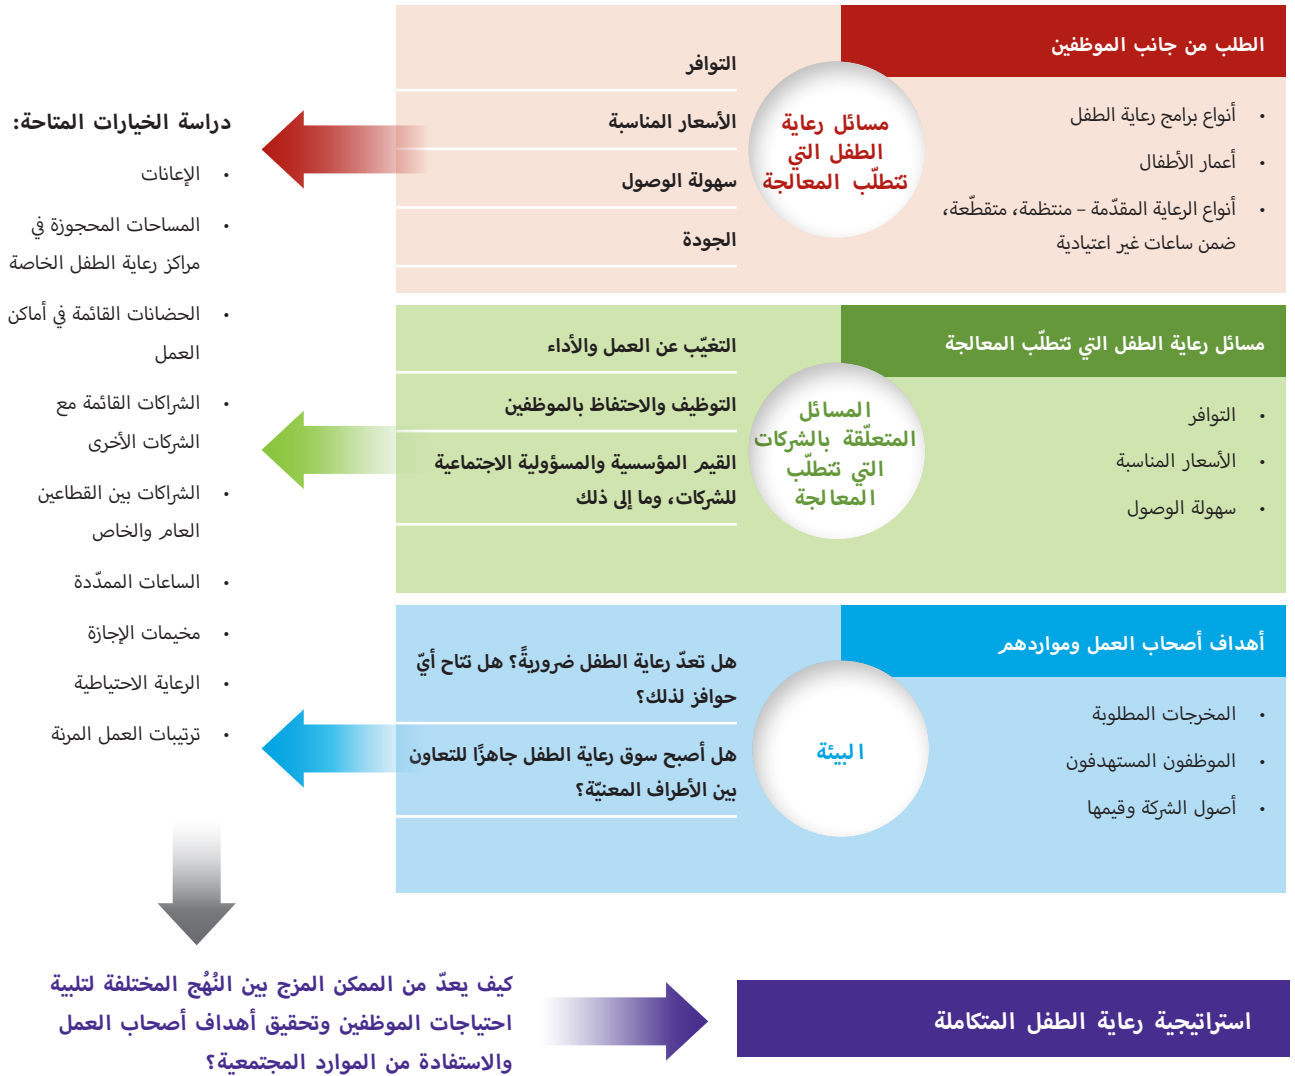 الطلب من جانب الموظفين
• أنواع برامج رعاية الطفل
• أعمار الأطفال
• أنواع الرعاية المقدّمة – منتظمة، متقطّعة،
ضمن ساعات غير اعتيادية
مسائل رعاية
الطفل التي
تتطلّب المعالجة
التوافر
الأسعار المناسبة
سهولة الوصول
الجودة
مسائل رعاية الطفل التي تتطلّب المعالجة
• التوافر
• الأسعار المناسبة
• سهولة الوصول
المسائل
المتعلّقة بالشركات
التي تتطلّب
المعالجة
التغيّب عن العمل والأداء
التوظيف والاحتفاظ بالموظفين
القيم المؤسسية والمسؤولية الاجتماعية
للشركات، وما إلى ذلك
أهداف أصحاب العمل ومواردهم
• المخرجات المطلوبة
• الموظفون المستهدفون
• أصول الشركة وقيمها
البيئة
هل تعدّ رعاية الطفل ضروريةً؟ هل تتاح أيّ
حوافز لذلك؟
هل أصبح سوق رعاية الطفل جاهزًا للتعاون
بين الأطراف المعنيّة؟
دراسة الخيارات المتاحة:
• الإعانات
• المساحات المحجوزة في
مراكز رعاية الطفل الخاصة
• الحضانات القائمة في أماكن
العمل
• الشراكات القائمة مع
الشركات الأخرى
• الشراكات بين القطاعين
العام والخاص
• الساعات الممدّدة
• مخيمات الإجازة
• الرعاية الاحتياطية
• ترتيبات العمل المرنة
كيف يعدّ من الممكن المزج بين النُهُج المختلفة لتلبية
احتياجات الموظفين وتحقيق أهداف أصحاب العمل
والاستفادة من الموارد المجتمعية؟
استراتيجية رعاية الطفل المتكاملة